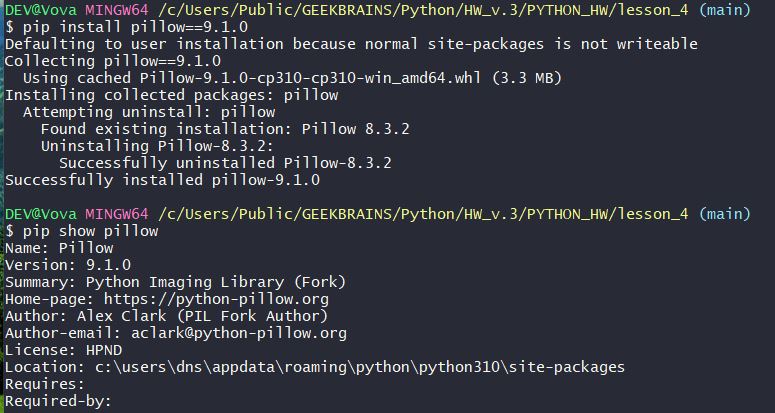 DEV@Vova MINGW64 /c/Users/Public/GEEKBRAINS/Python/HW_v.3/PYTHON_HW/lesson_4 (main)
$ pip install pillow==9.1.0
Defaulting to user installation because normal site-packages is not writeable
Collecting pillow==9.1.0
  Using cached Pillow-9.1.0-cp310-cp310-win_amd64.whl (3.3 MB)
Installing collected packages: pillow
  Attempting uninstall: pillow
    Found existing installation: Pillow 8.3.2
    Uninstalling Pillow-8.3.2:
      Successfully uninstalled Pillow-8.3.2
Successfully installed pillow-9.1.0
DEV@Vova MINGW64 /c/Users/Public/GEEKBRAINS/Python/HW_v.3/PYTHON_HW/lesson_4 (main)
$ pip show pillow
Name: Pillow
Version: 9.1.0
Summary: Python Imaging Library (Fork)
Home-page: https://python-pillow.org
Author: Alex Clark (PIL Fork Author)
Author-email: aclark@python-pillow.org
License: HPND
Location: c:\users\dns\appdata\roaming\python\python310\site-packages
Requires:
Required-by: